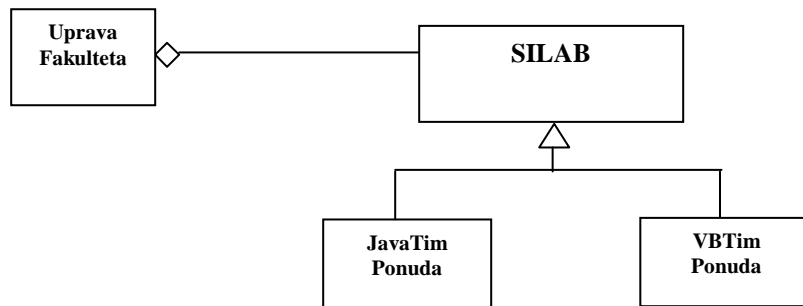 Uprava
Fakulteta
SILAB
JavaTim
Ponuda
VBTim
Ponuda